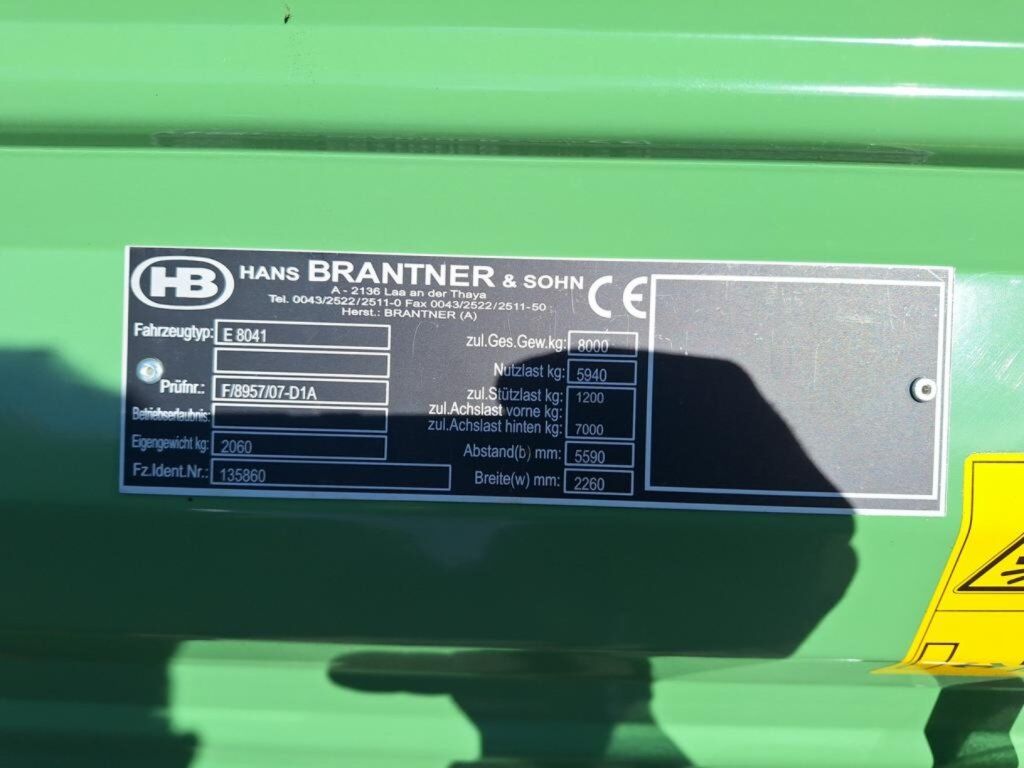 HB
HANS BRANTNER & SOHN CE
A - 2136 Laa an der Thaya
Tel. 0043/2522/2511-0 Fax 0043/2522/2511-50
Herst.: BRANTNER (A)
Fahrzeugtyp: E 8041
Prüfnr.: F/8957/07-D1A
Betriebserlaubnis:
Eigengewicht kg: 2060
Fz.Ident.Nr.: 135860
zul.Ges.Gew.kg: 8000
Nutzlast kg: 5940
zul.Stützlast kg: 1200
zul.Achslast vorne kg:
zul.Achslast hinten kg: 7000
Abstand(b) mm: 5590
Breite(w) mm: 2260